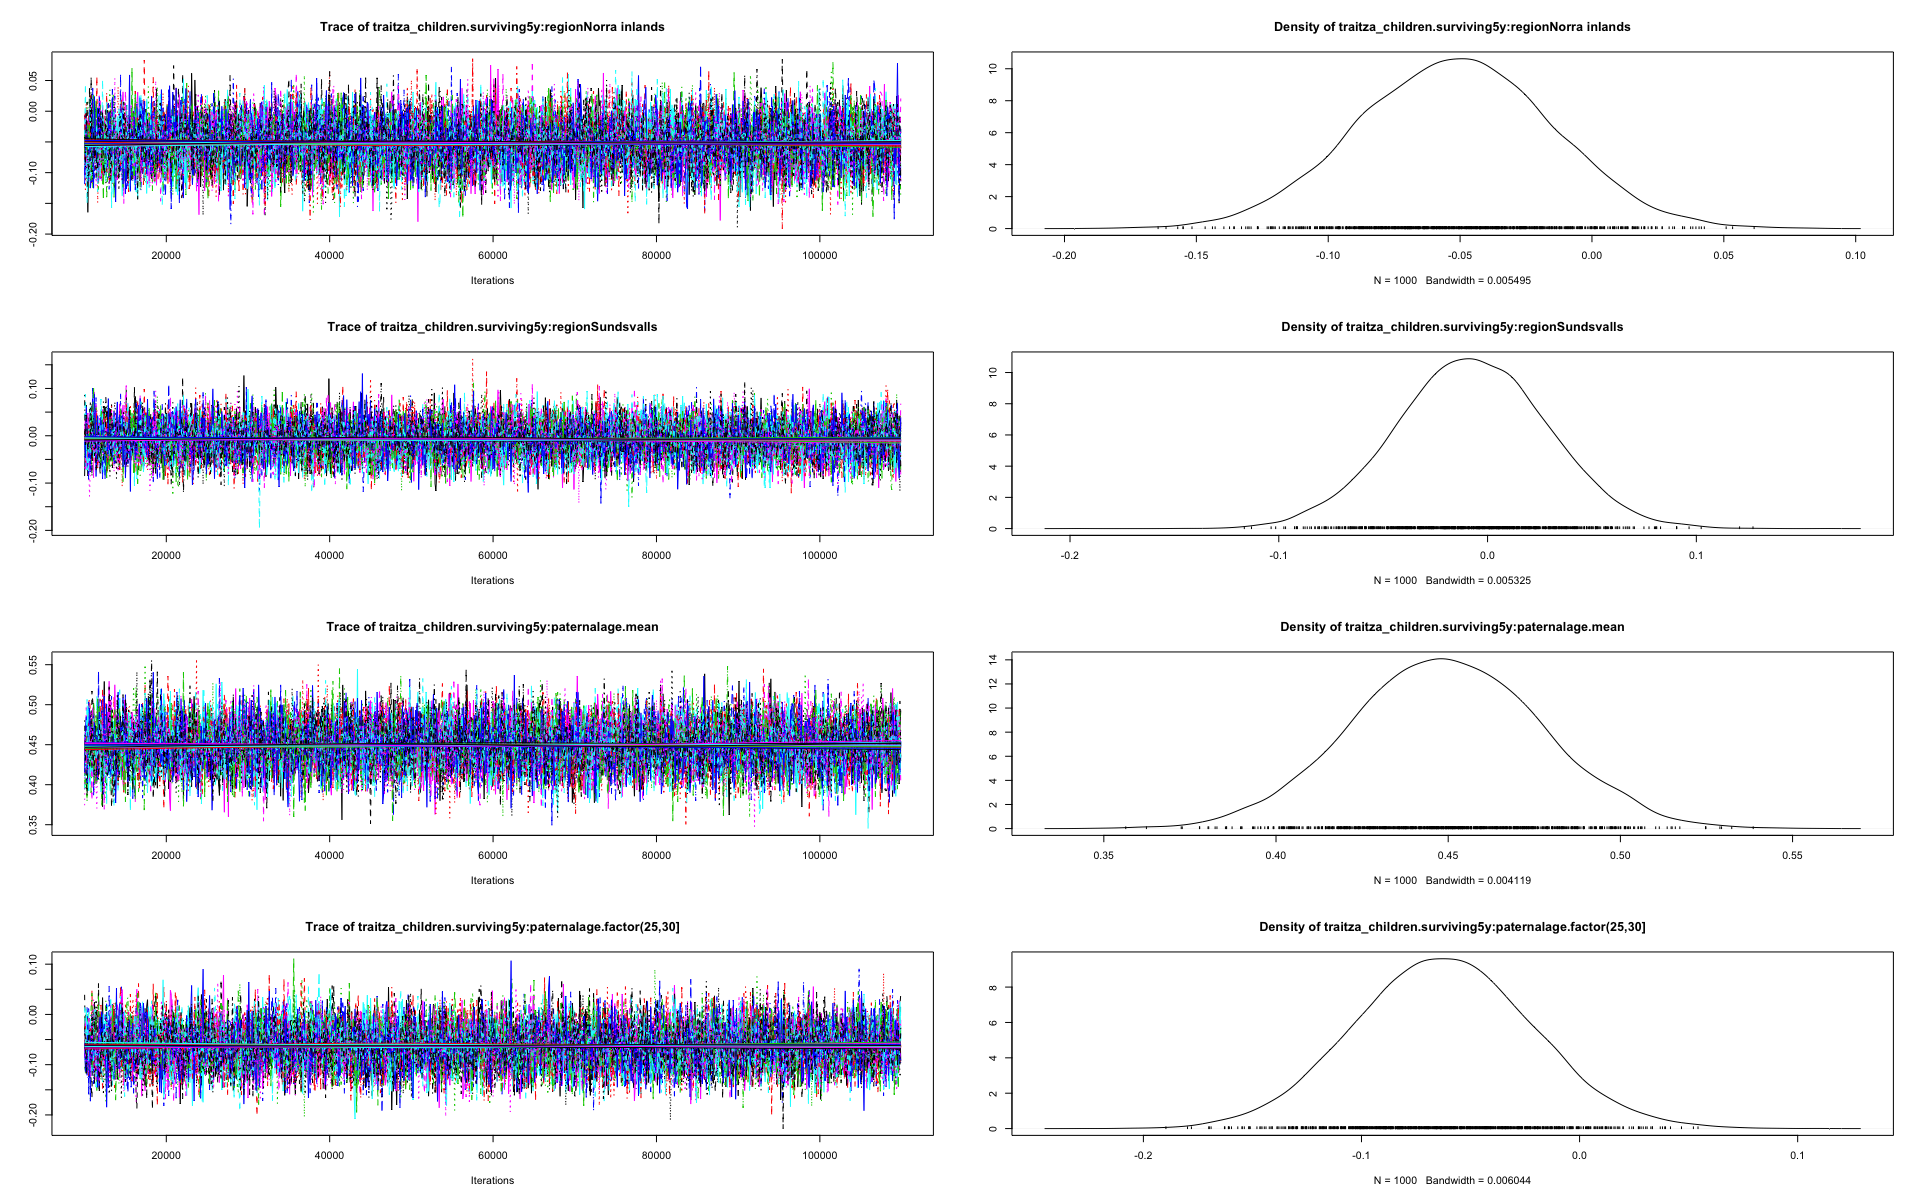 Trace of traitza_children.surviving5y:regionNorra inlands
0.05
0.00
-0.10
-0.20
20000 40000 60000 80000 100000
Iterations
Density of traitza_children.surviving5y:regionNorra inlands
10
8
6
4
2
0
-0.20 -0.15 -0.10 -0.05 0.00 0.05 0.10
N = 1000 Bandwidth = 0.005495
Trace of traitza_children.surviving5y:regionSundsvalls
0.10
0.00
-0.10
-0.20
20000 40000 60000 80000 100000
Iterations
Density of traitza_children.surviving5y:regionSundsvalls
10
8
6
4
2
0
-0.2 -0.1 0.0 0.1
N = 1000 Bandwidth = 0.005325
Trace of traitza_children.surviving5y:paternalage.mean
0.55
0.50
0.45
0.40
0.35
20000 40000 60000 80000 100000
Iterations
Density of traitza_children.surviving5y:paternalage.mean
14
12
10
8
6
4
2
0
0.35 0.40 0.45 0.50 0.55
N = 1000 Bandwidth = 0.004119
Trace of traitza_children.surviving5y:paternalage.factor(25,30]
0.10
0.00
-0.10
-0.20
20000 40000 60000 80000 100000
Iterations
Density of traitza_children.surviving5y:paternalage.factor(25,30]
8
6
4
2
0
-0.2 -0.1 0.0 0.1
N = 1000 Bandwidth = 0.006044